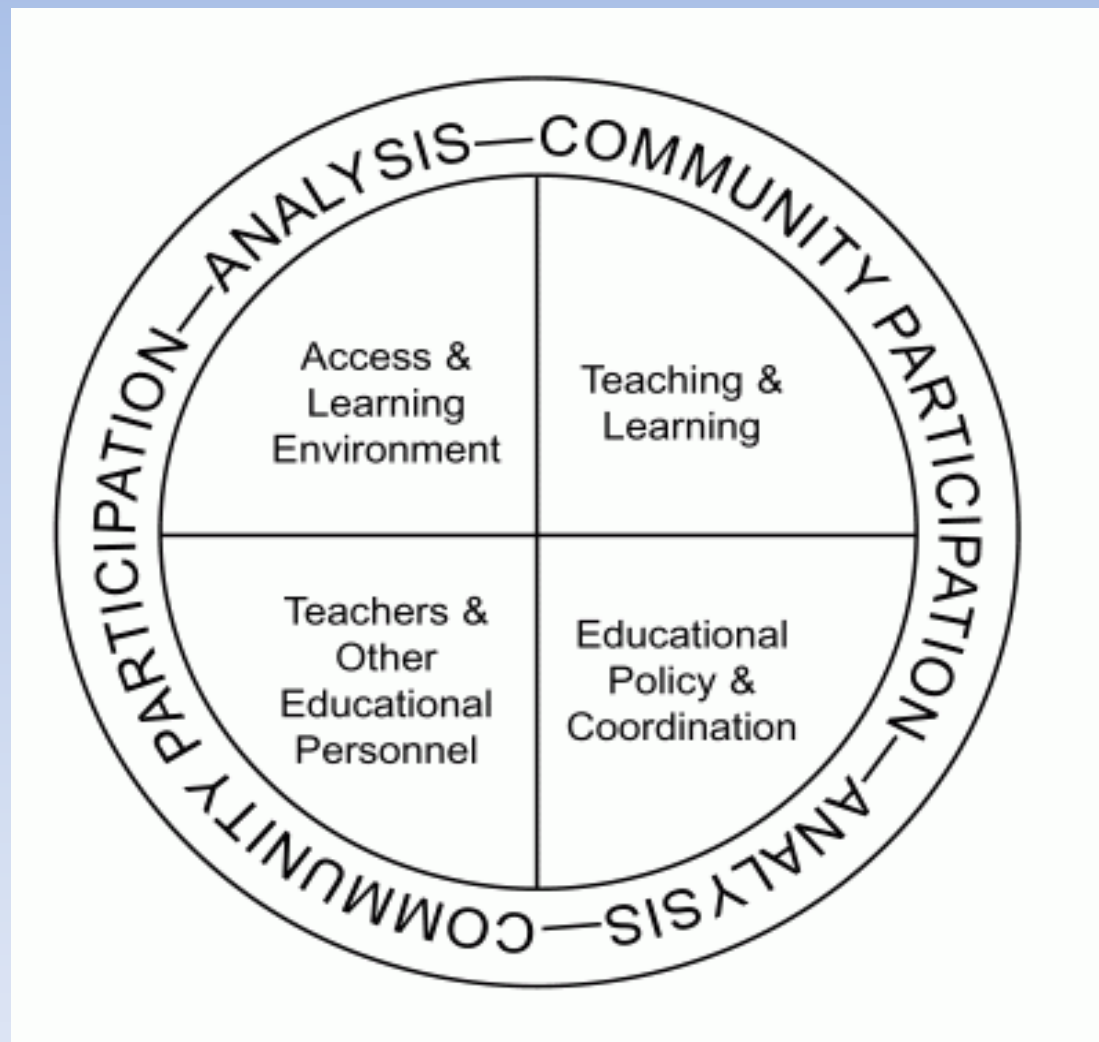 COMMUNITY PARTICIPATION—ANALYSIS—COMMUNITY PARTICIPATION—ANALYSIS—
Access &
Learning
Environment
Teaching &
Learning
Teachers &
Other
Educational
Personnel
Educational
Policy &
Coordination